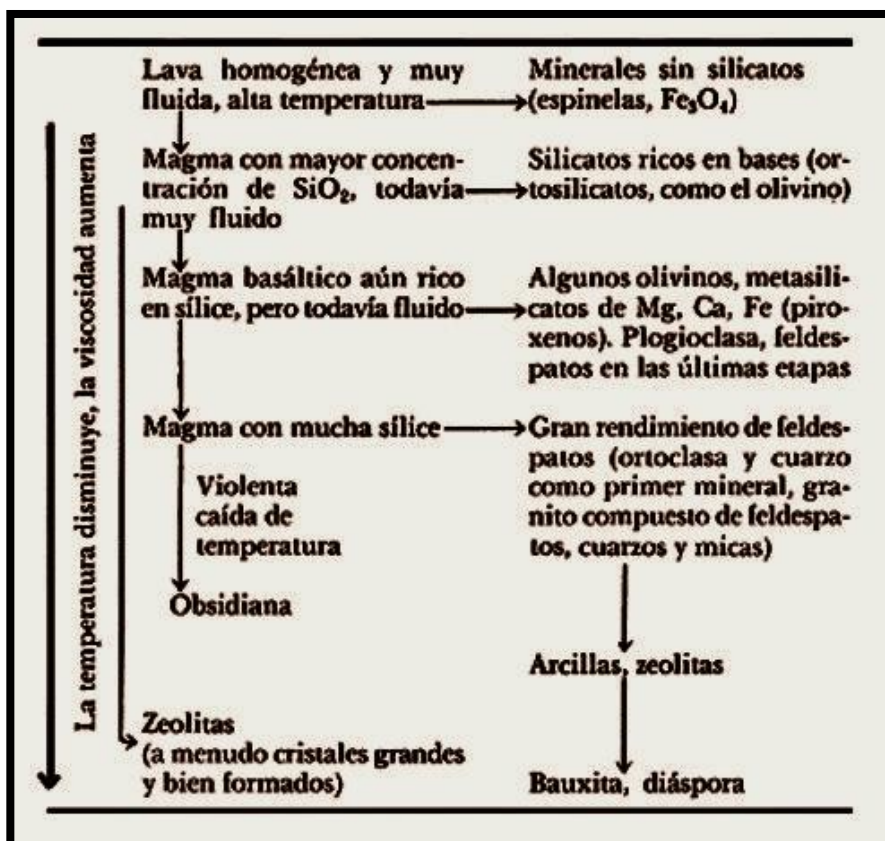 La temperatura disminuye, la viscosidad aumenta
Lava homogénea y muy
fluida, alta temperatura
Minerales sin silicatos
(espinelas, Fe₃O₄)
Magma con mayor concen-
tración de SiO₂, todavía
muy fluido
Silicatos ricos en bases (or-
tosilicatos, como el olivino)
Magma basáltico aún rico
en sílice, pero todavía fluido
Algunos olivinos, metasili-
catos de Mg, Ca, Fe (piro-
xenos). Plogioclasa, feldes-
patos en las últimas etapas
Magma con mucha sílice
Gran rendimiento de feldes-
patos (ortoclasa y cuarzo
como primer mineral, gra-
nito compuesto de feldespa-
tos, cuarzos y micas)
Violenta
caída de
temperatura
Obsidiana
Arcillas, zeolitas
Zeolitas
(a menudo cristales grandes
y bien formados)
Bauxita, diáspora